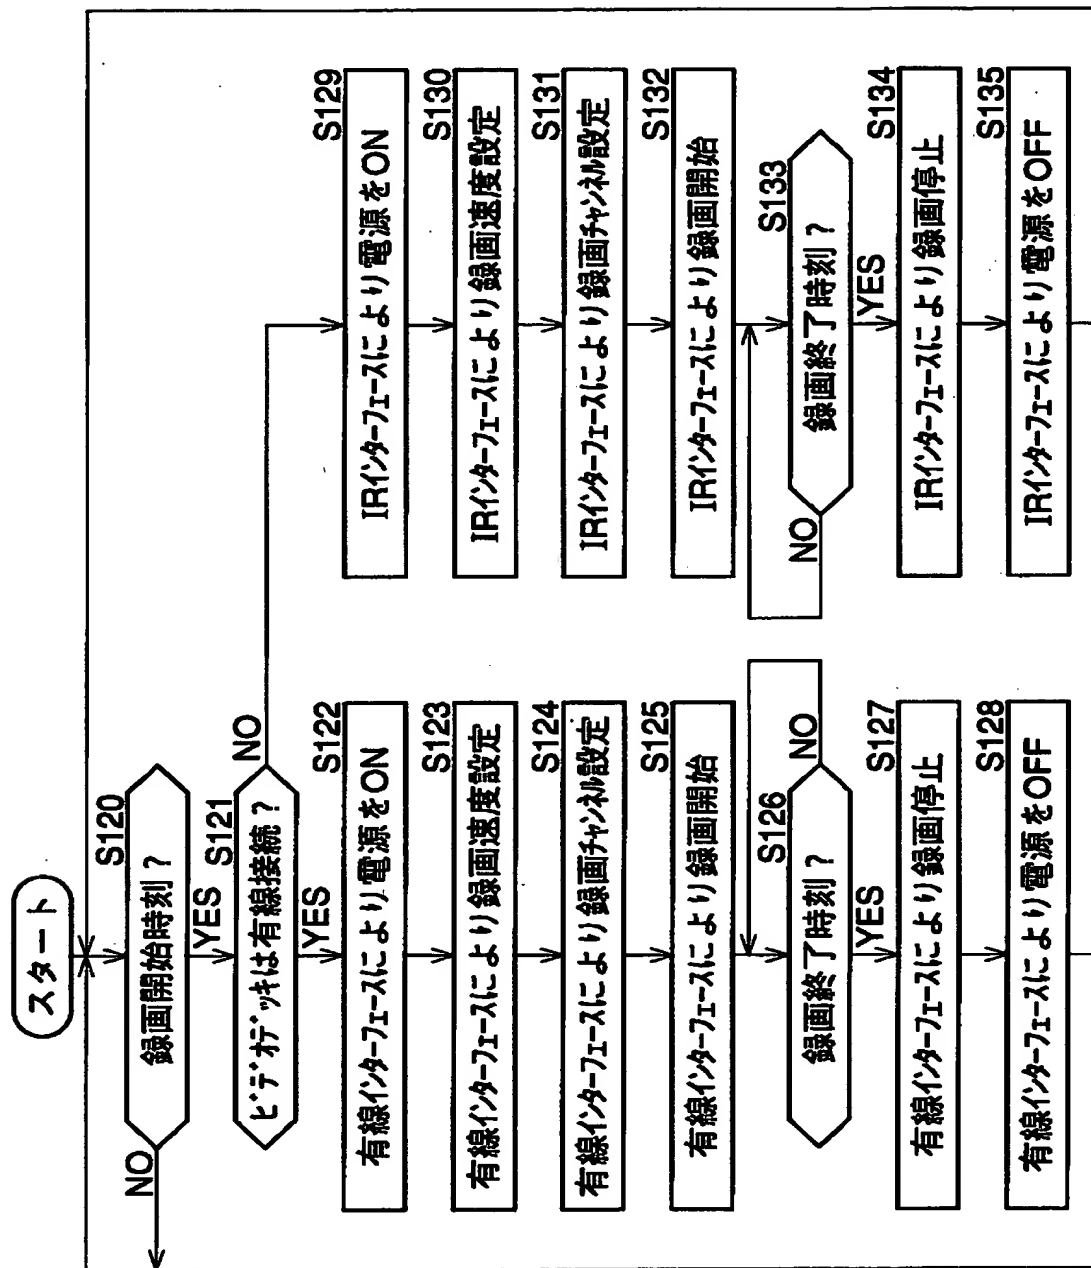 スタート
S120
録画開始時刻？
NO
YES
S121
ビデオデッキは有線接続？
NO
YES
S122
有線インターフェースにより電源をON
S123
有線インターフェースにより録画速度設定
S124
有線インターフェースにより録画チャンネル設定
S125
有線インターフェースにより録画開始
S126
録画終了時刻？
NO
YES
S127
有線インターフェースにより録画停止
S128
有線インターフェースにより電源をOFF
S129
IRインターフェースにより電源をON
S130
IRインターフェースにより録画速度設定
S131
IRインターフェースにより録画チャンネル設定
S132
IRインターフェースにより録画開始
S133
録画終了時刻？
NO
YES
S134
IRインターフェースにより録画停止
S135
IRインターフェースにより電源をOFF